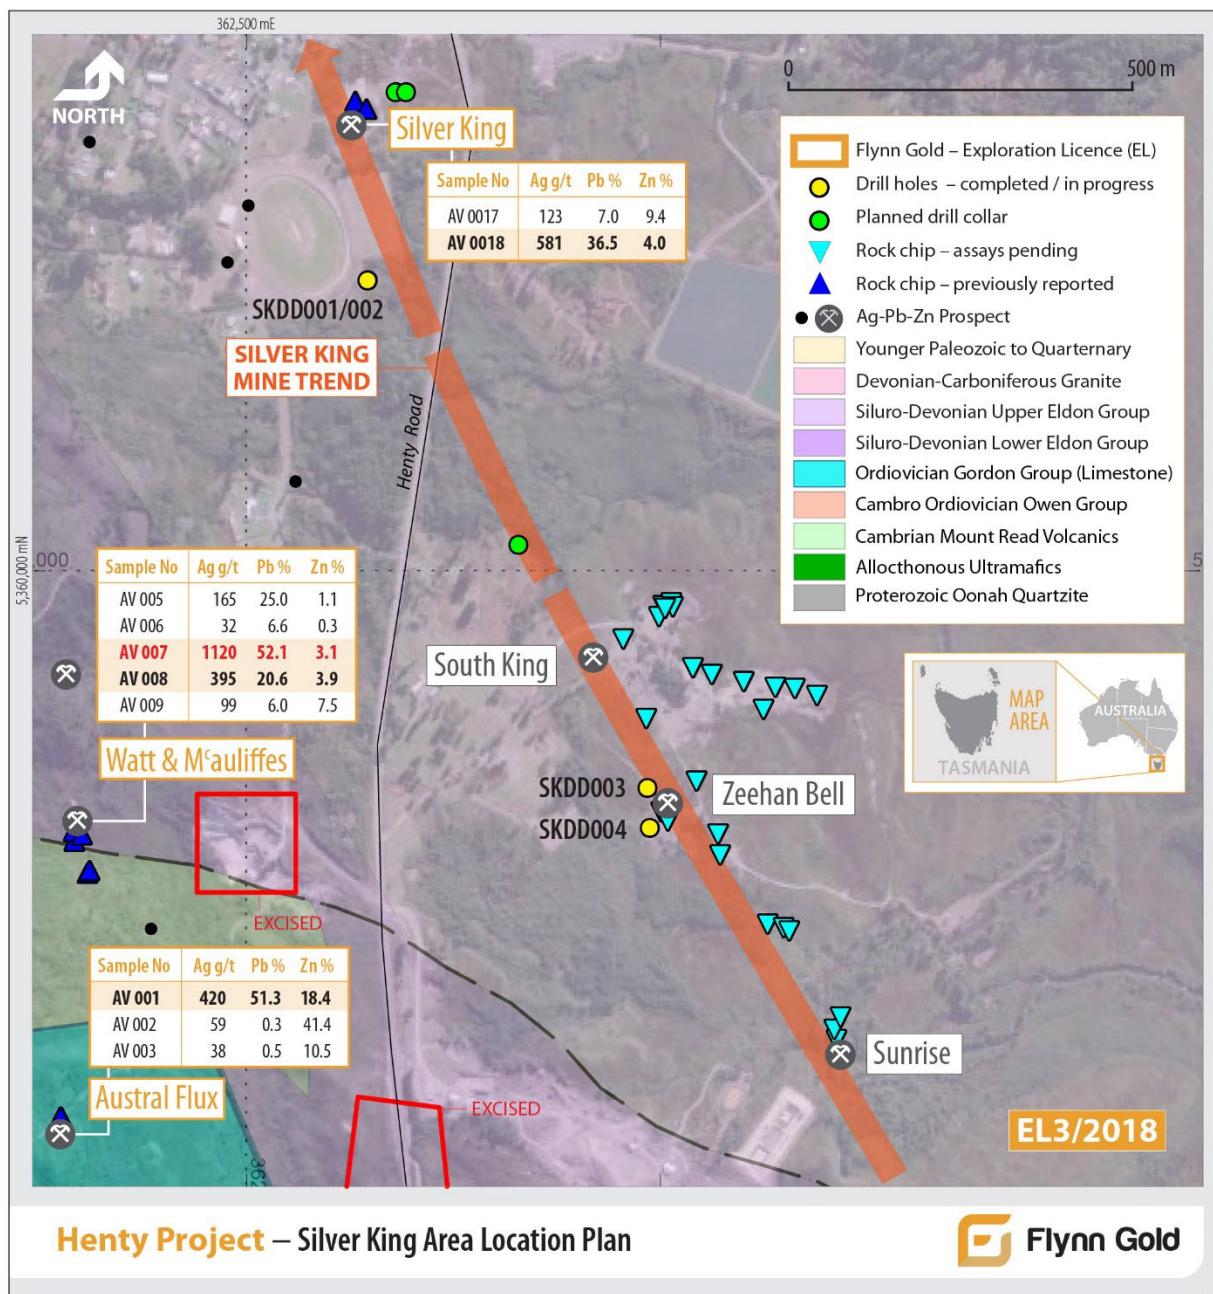 362,500 mE
NORTH
0 500 m
Silver King
Sample No Ag g/t Pb % Zn %
AV 0017 123 7.0 9.4
AV 0018 581 36.5 4.0
Flynn Gold – Exploration Licence (EL)
Drill holes – completed / in progress
Planned drill collar
Rock chip – assays pending
Rock chip – previously reported
Ag-Pb-Zn Prospect
Younger Paleozoic to Quarternary
Devonian-Carboniferous Granite
Siluro-Devonian Upper Eldon Group
Siluro-Devonian Lower Eldon Group
Ordiovician Gordon Group (Limestone)
Cambro Ordiovician Owen Group
Cambrian Mount Read Volcanics
Allocthonous Ultramafics
Proterozoic Oonah Quartzite
SKDD001/002
SILVER KING
MINE TREND
Henty Road
5,360,000 mN
,000
5
Sample No Ag g/t Pb % Zn %
AV 005 165 25.0 1.1
AV 006 32 6.6 0.3
AV 007 1120 52.1 3.1
AV 008 395 20.6 3.9
AV 009 99 6.0 7.5
Watt & Mcauliffes
South King
MAP
AREA
TASMANIA
AUSTRALIA
SKDD003
Zeehan Bell
SKDD004
EXCISED
Sample No Ag g/t Pb % Zn %
AV 001 420 51.3 18.4
AV 002 59 0.3 41.4
AV 003 38 0.5 10.5
Austral Flux
Sunrise
EXCISED
EL3/2018
362
Henty Project – Silver King Area Location Plan
Flynn Gold